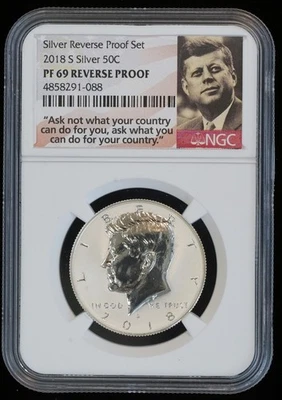 Silver Reverse Proof Set
2018 S Silver 50C
PF 69 REVERSE PROOF
4858291-088
"Ask not what your country
can do for you, ask what you
can do for your country."
NGC
LIBERTY
IN GOD WE TRUST
2018